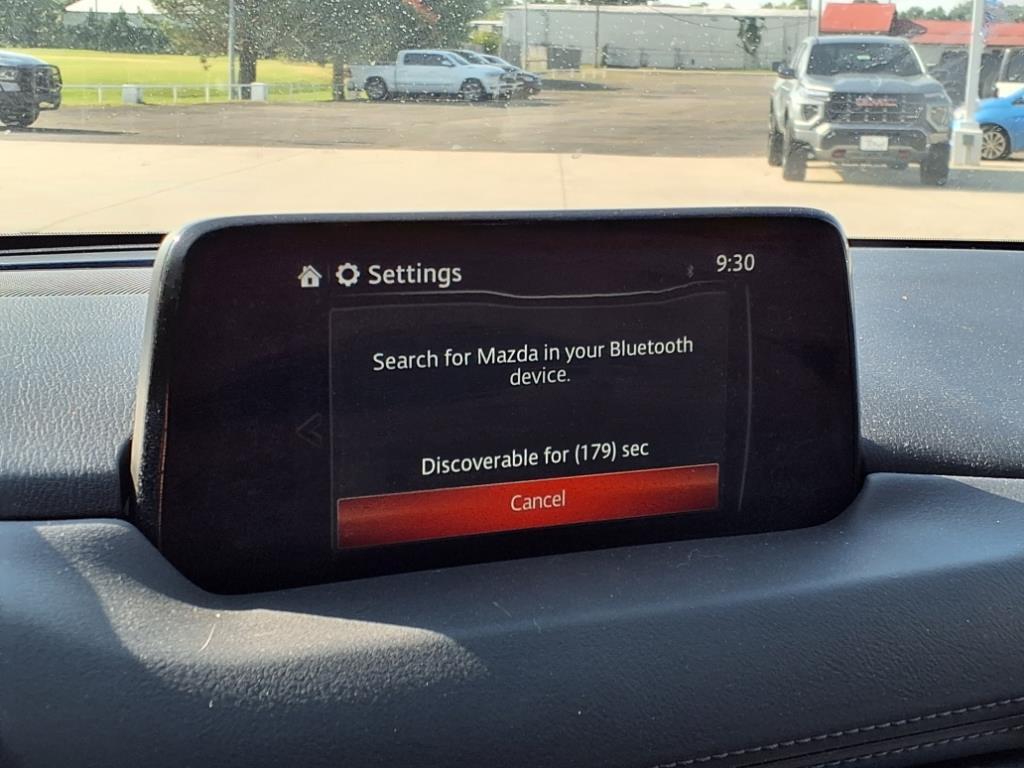 Settings
9:30
Search for Mazda in your Bluetooth
device.
Discoverable for (179) sec
Cancel